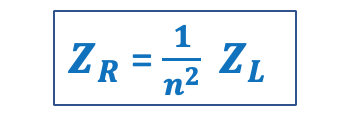 Z_R = 1/n² Z_L